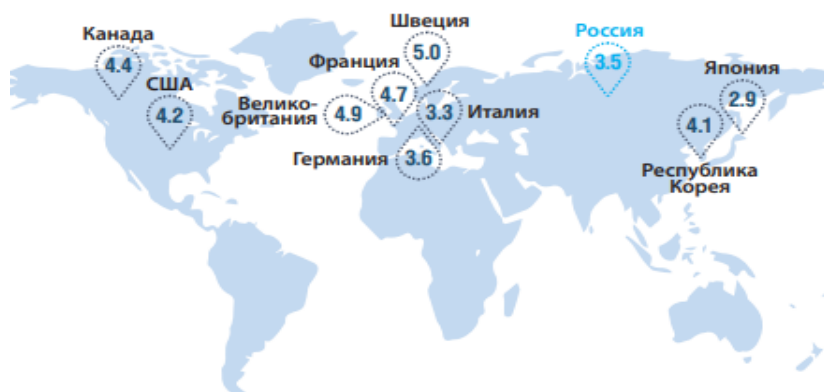 Канада
4.4
США
4.2
Швеция
5.0
Франция
4.7
Велико-
британия
4.9
3.3
Италия
Германия
3.6
Россия
3.5
Япония
2.9
4.1
Республика
Корея